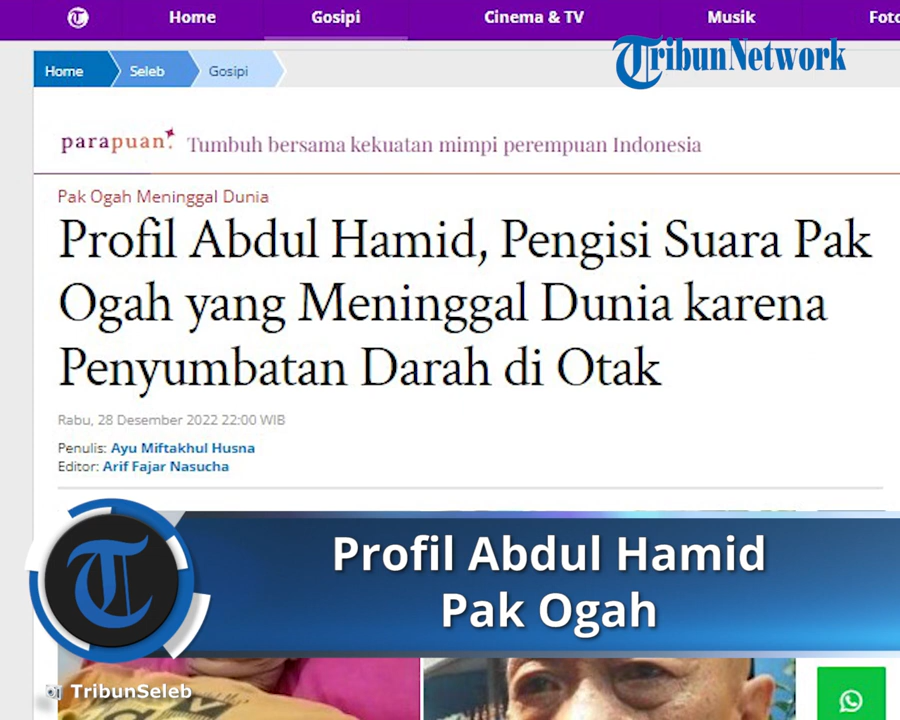 Home
Gosipi
Cinema & TV
Musik
Foto
TribunNetwork
Home
Seleb
Gosipi
parapuan.
Tumbuh bersama kekuatan mimpi perempuan Indonesia
Pak Ogah Meninggal Dunia
Profil Abdul Hamid, Pengisi Suara Pak
Ogah yang Meninggal Dunia karena
Penyumbatan Darah di Otak
Rabu, 28 Desember 2022 22:00 WIB
Penulis: Ayu Miftakhul Husna
Editor: Arif Fajar Nasucha
Profil Abdul Hamid
Pak Ogah
TribunSeleb